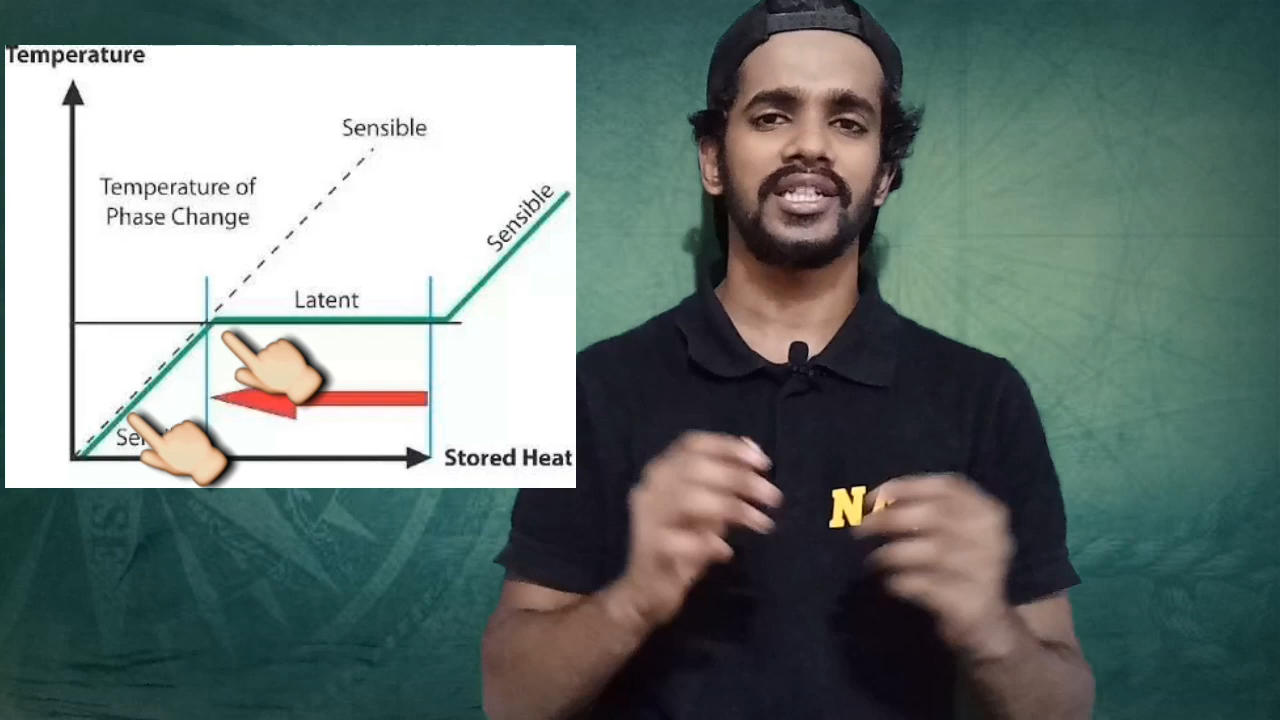 Temperature
Sensible
Temperature of
Phase Change
Sensible
Latent
Stored Heat
N